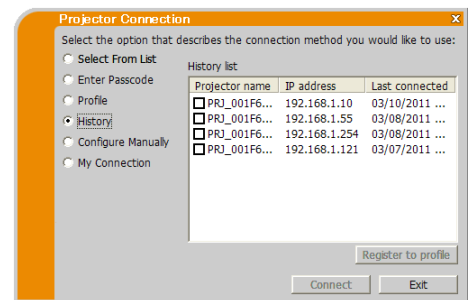 Projector Connection
Select the option that describes the connection method you would like to use:
Select From List
Enter Passcode
Profile
History
Configure Manually
My Connection
History list
Projector name IP address Last connected
PRJ_001F6... 192.168.1.10 03/10/2011 ...
PRJ_001F6... 192.168.1.55 03/08/2011 ...
PRJ_001F6... 192.168.1.254 03/08/2011 ...
PRJ_001F6... 192.168.1.121 03/07/2011 ...
Register to profile
Connect Exit